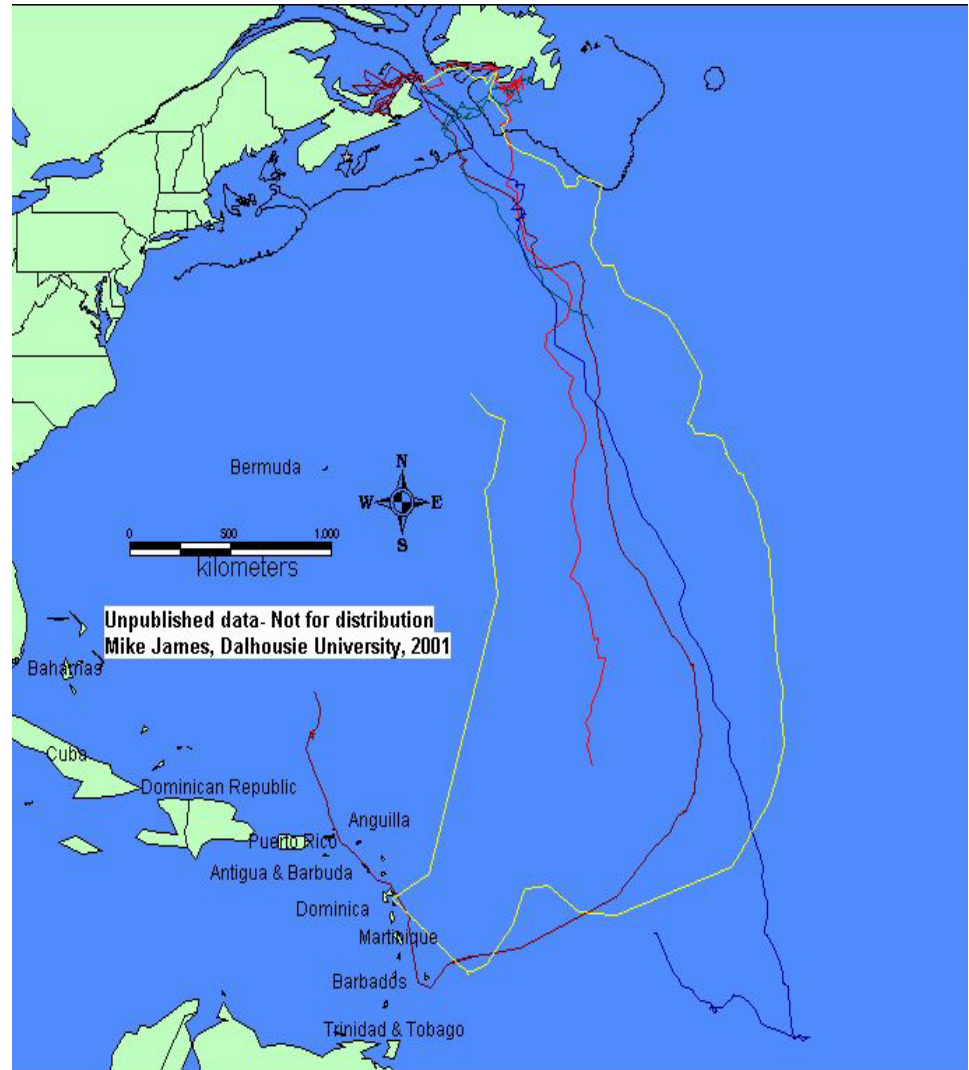 Bermuda
N
W
E
S
0 500 1,000
kilometers
Unpublished data- Not for distribution
Mike James, Dalhousie University, 2001
Bahamas
Cuba
Dominican Republic
Anguilla
Puerto Rico
Antigua & Barbuda
Dominica
Martinique
Barbados
Trinidad & Tobago